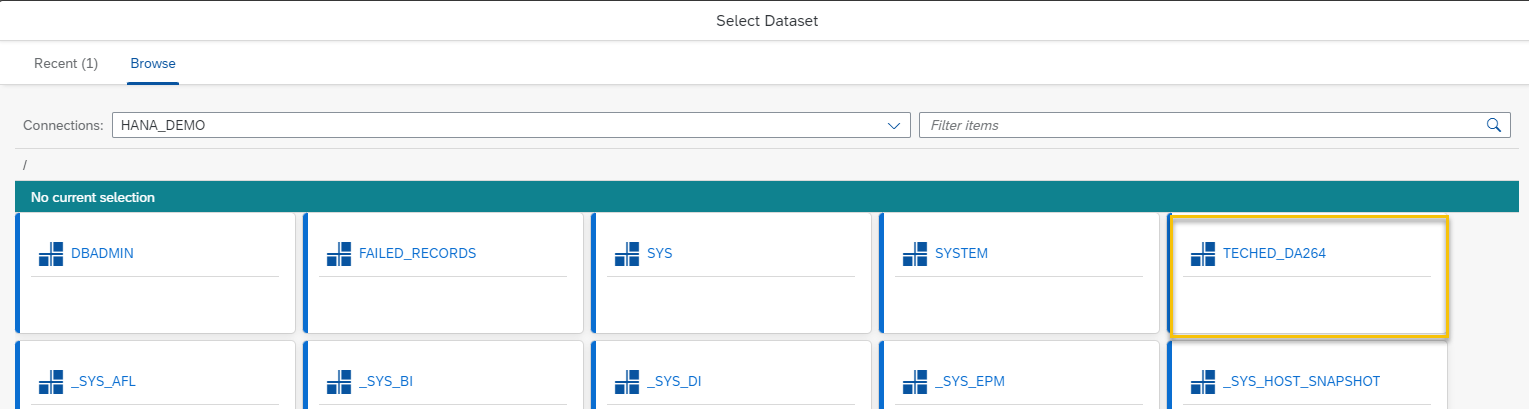 Select Dataset
Recent (1) Browse
Connections: HANA_DEMO Filter items
/
No current selection
DBADMIN FAILED_RECORDS SYS SYSTEM TECHED_DA264
_SYS_AFL _SYS_BI _SYS_DI _SYS_EPM _SYS_HOST_SNAPSHOT